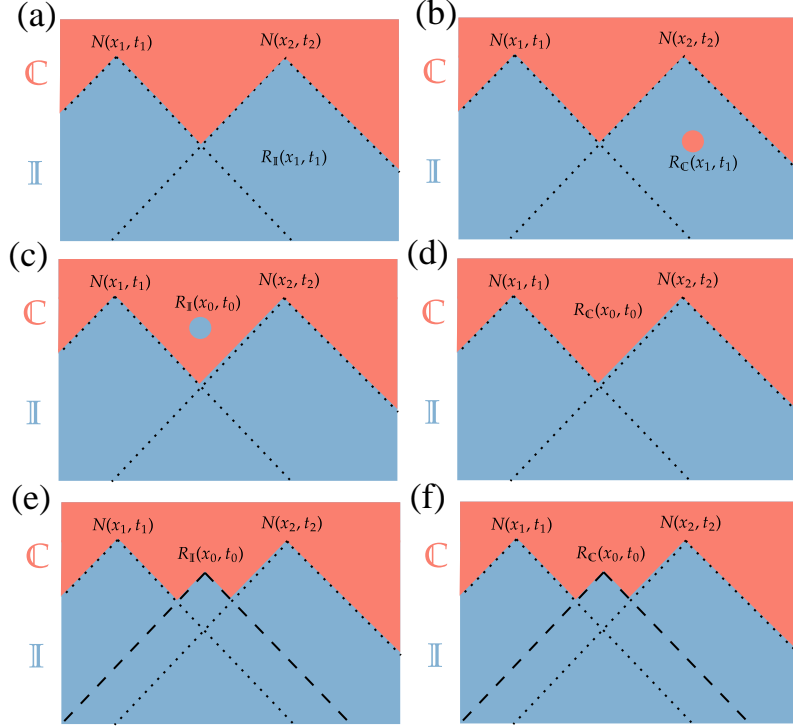 (a)
N(x₁, t₁)
N(x₂, t₂)
ℂ
R𝕀(x₁, t₁)
𝕀
(b)
N(x₁, t₁)
N(x₂, t₂)
ℂ
Rℂ(x₁, t₁)
𝕀
(c)
N(x₁, t₁)
N(x₂, t₂)
R𝕀(x₀, t₀)
ℂ
𝕀
(d)
N(x₁, t₁)
N(x₂, t₂)
Rℂ(x₀, t₀)
ℂ
𝕀
(e)
N(x₁, t₁)
N(x₂, t₂)
R𝕀(x₀, t₀)
ℂ
𝕀
(f)
N(x₁, t₁)
N(x₂, t₂)
Rℂ(x₀, t₀)
ℂ
𝕀